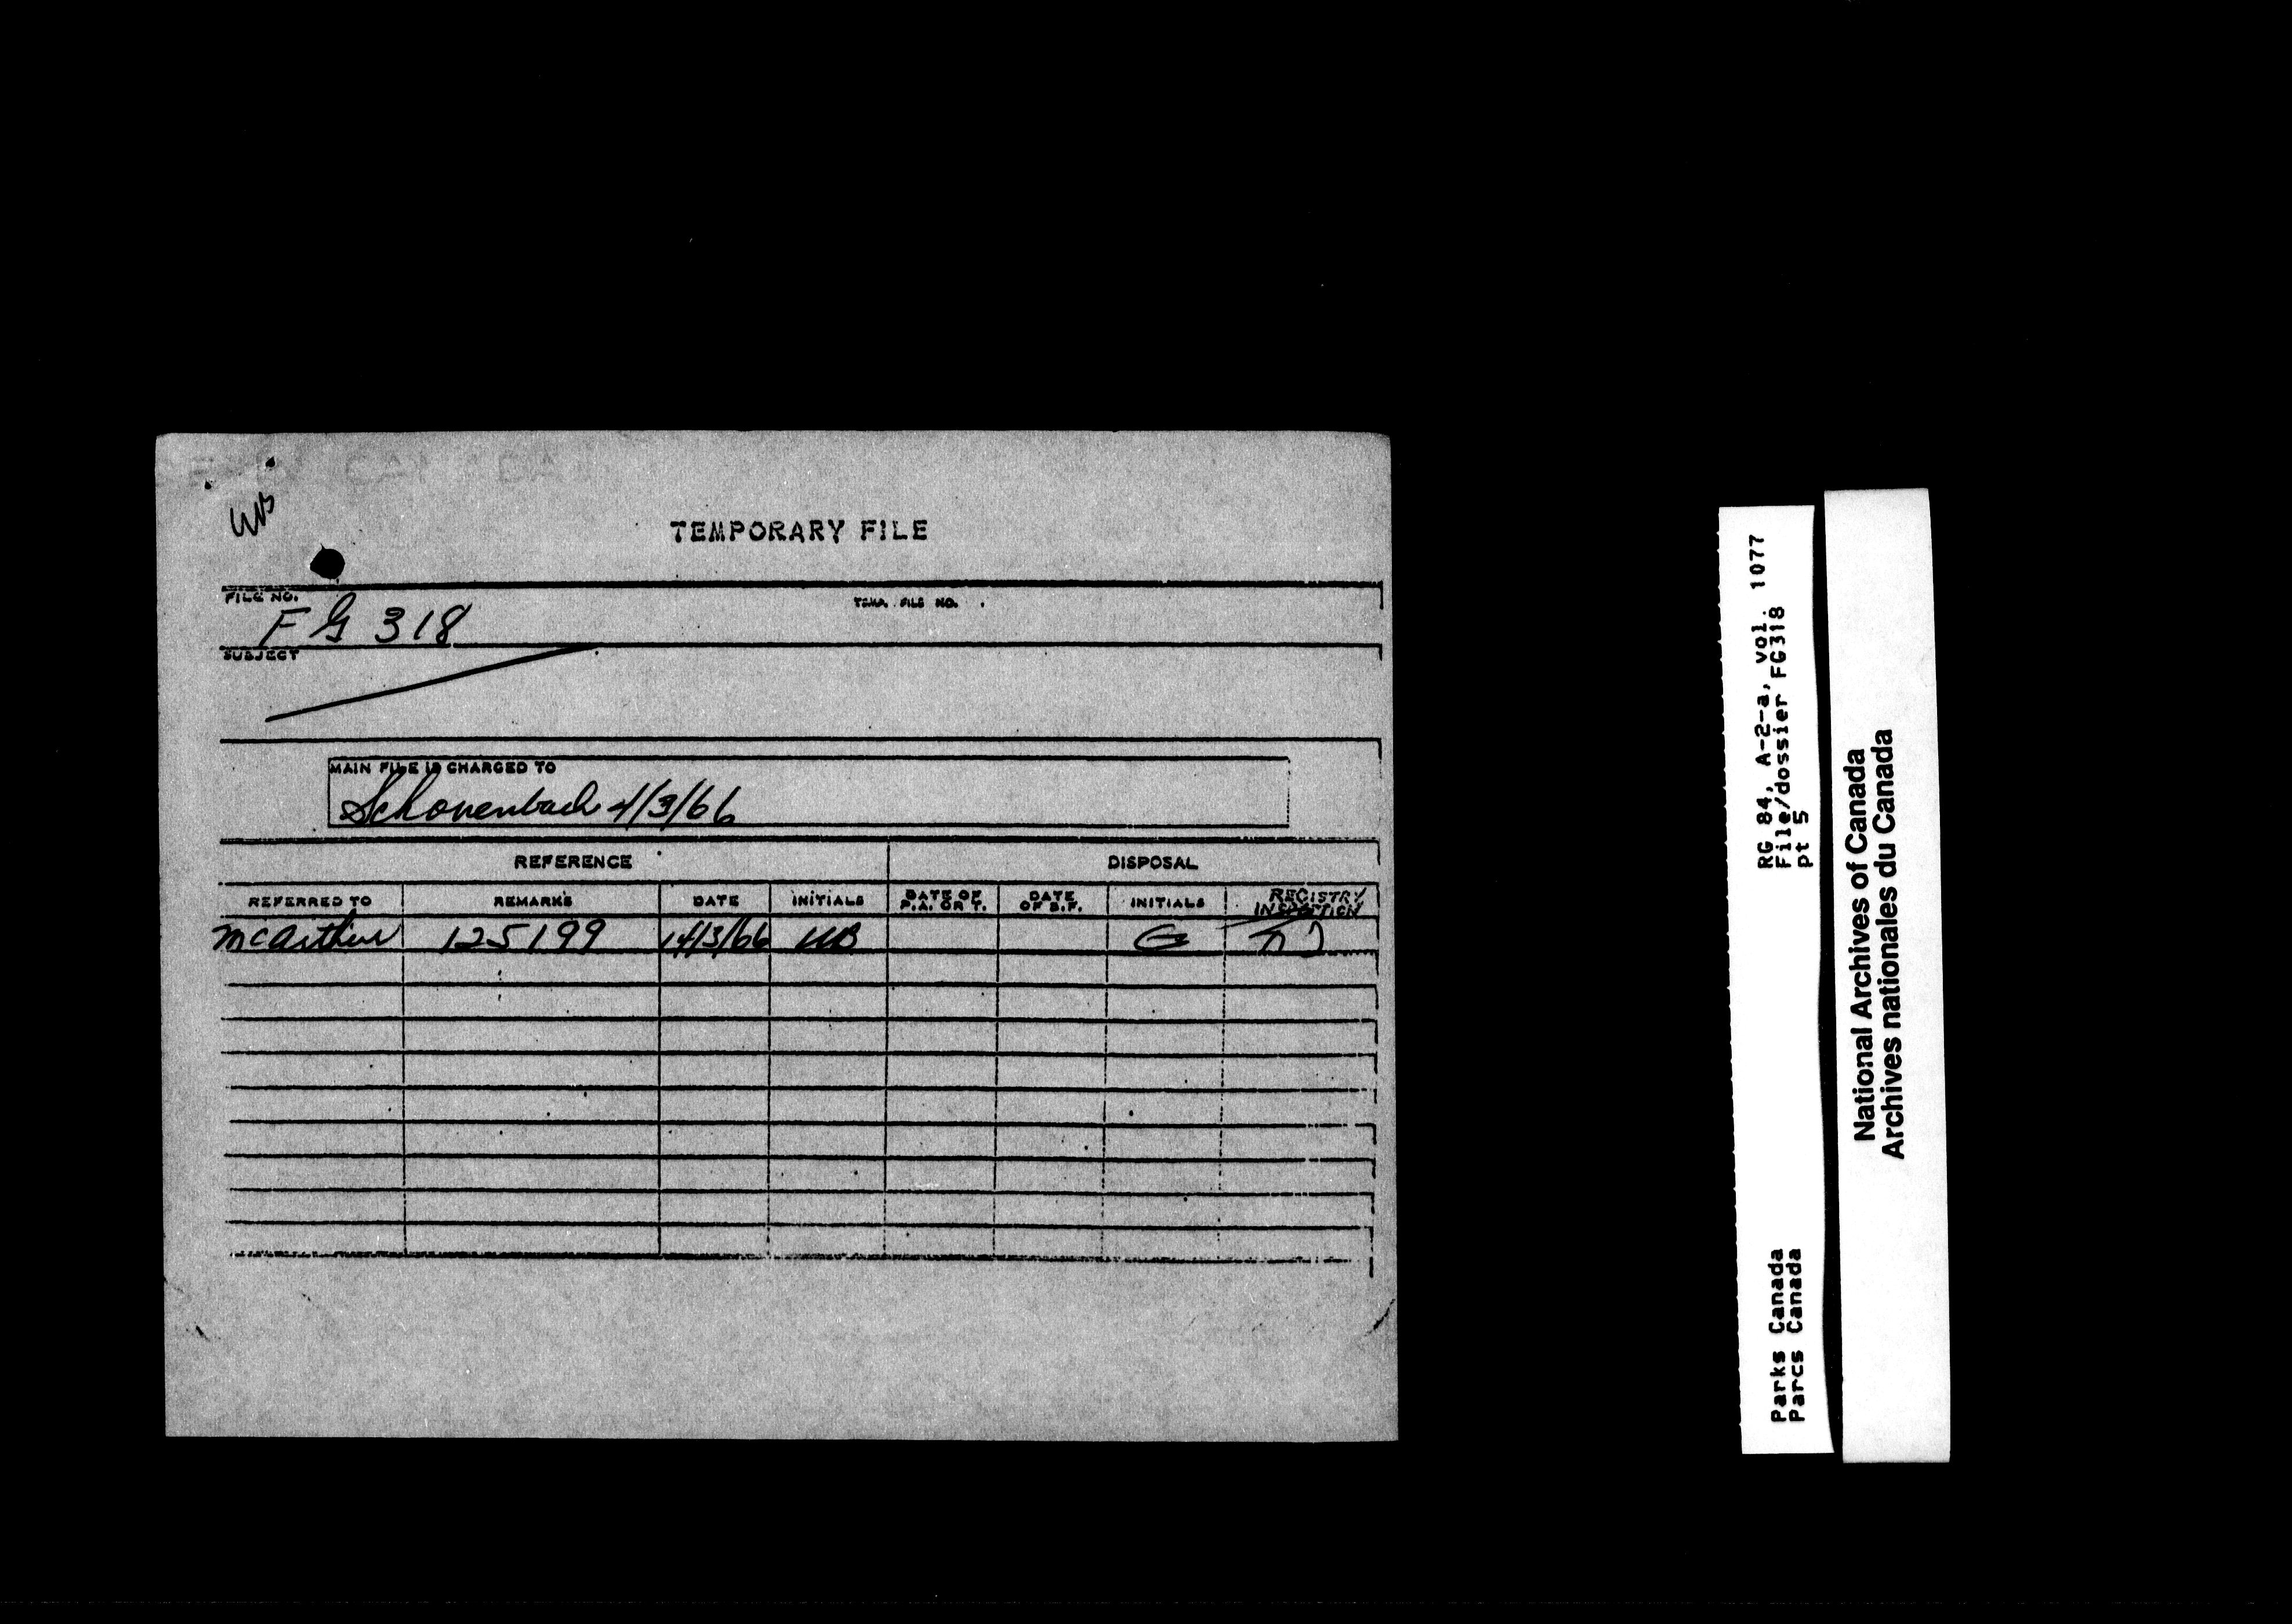 WB
TEMPORARY FILE
FILE NO.
TEMP. FILE NO.
FG 318
SUBJECT
MAIN FILE IS CHARGED TO
Schonenbach 4/3/66
REFERENCE
DISPOSAL
REFERRED TO REMARKS DATE INITIALS DATE OF P.A. OR T. DATE OF B.F. INITIALS REGISTRY INSPECTION
McArthur 125199 14/3/66 WB
RG 84, A-2-a, vol. 1077
File/dossier FG318
pt 5
Parks Canada
Parcs Canada
National Archives of Canada
Archives nationales du Canada